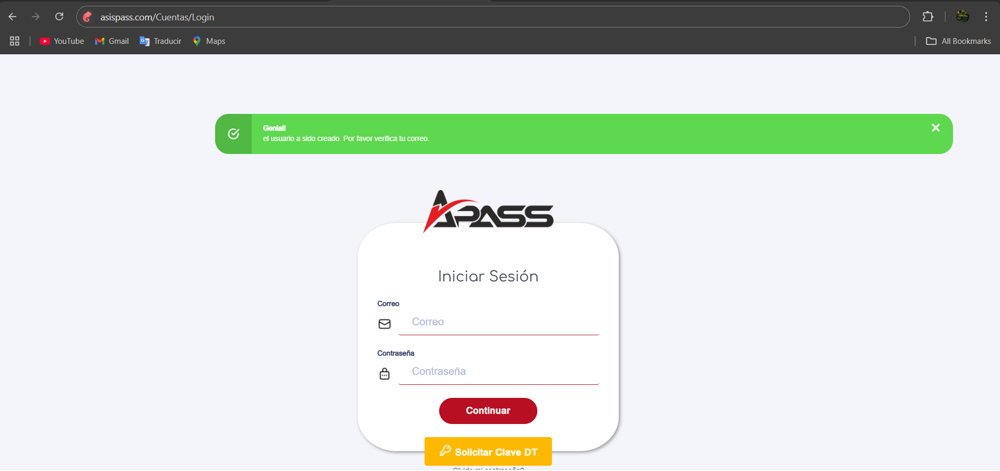 asispass.com/Cuentas/Login
YouTube Gmail Traducir Maps All Bookmarks
Genial!
el usuario a sido creado. Por favor verifica tu correo.
APASS
Iniciar Sesión
Correo
Correo
Contraseña
Contraseña
Continuar
Solicitar Clave DT